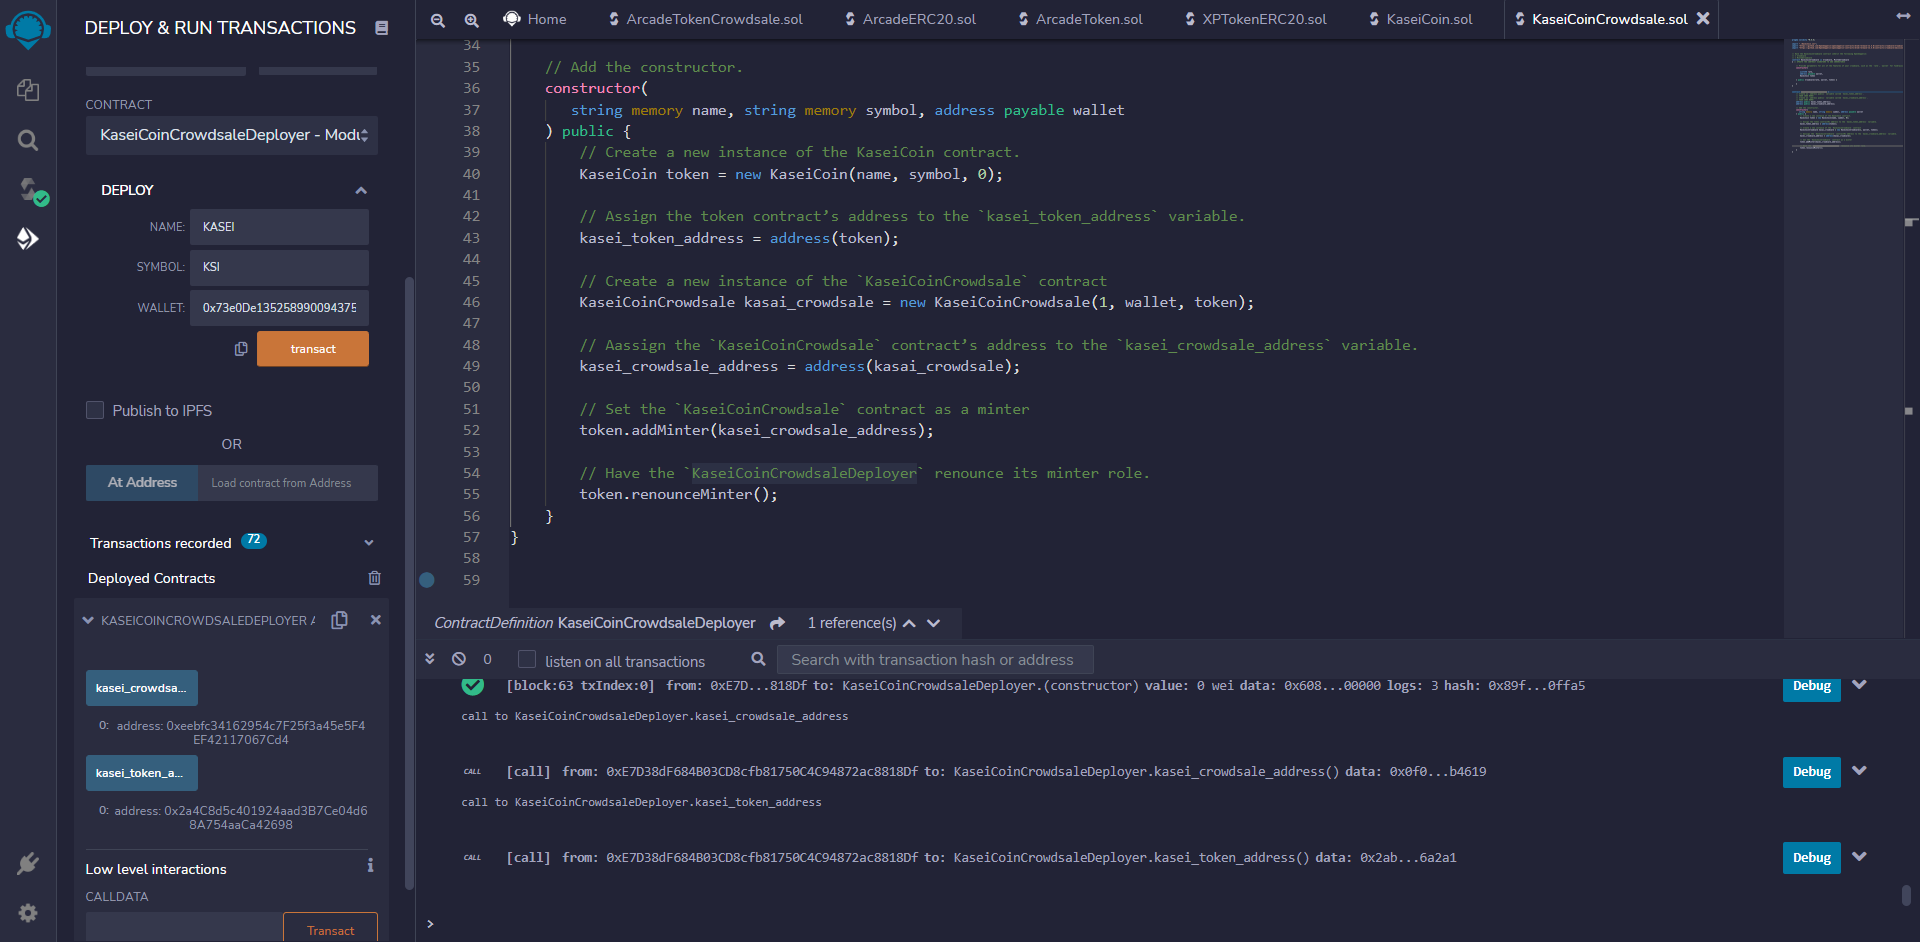 DEPLOY & RUN TRANSACTIONS
CONTRACT
KaseiCoinCrowdsaleDeployer - Modu
DEPLOY
NAME: KASEI
SYMBOL: KSI
WALLET: 0x73e0De135258990094375
transact
Publish to IPFS
OR
At Address Load contract from Address
Transactions recorded 72
Deployed Contracts
KASEICOINCROWDSALEDEPLOYER A
kasei_crowdsa...
0: address: 0xeebfc34162954c7F25f3a45e5F4
EF42117067Cd4
kasei_token_a...
0: address: 0x2a4C8d5c401924aad3B7Ce04d6
8A754aaCa42698
Low level interactions
CALLDATA
Transact
Home ArcadeTokenCrowdsale.sol ArcadeERC20.sol ArcadeToken.sol XPTokenERC20.sol KaseiCoin.sol KaseiCoinCrowdsale.sol
34
35 // Add the constructor.
36 constructor(
37 string memory name, string memory symbol, address payable wallet
38 ) public {
39 // Create a new instance of the KaseiCoin contract.
40 KaseiCoin token = new KaseiCoin(name, symbol, 0);
41
42 // Assign the token contract’s address to the `kasei_token_address` variable.
43 kasei_token_address = address(token);
44
45 // Create a new instance of the `KaseiCoinCrowdsale` contract
46 KaseiCoinCrowdsale kasai_crowdsale = new KaseiCoinCrowdsale(1, wallet, token);
47
48 // Aassign the `KaseiCoinCrowdsale` contract’s address to the `kasei_crowdsale_address` variable.
49 kasei_crowdsale_address = address(kasai_crowdsale);
50
51 // Set the `KaseiCoinCrowdsale` contract as a minter
52 token.addMinter(kasei_crowdsale_address);
53
54 // Have the `KaseiCoinCrowdsaleDeployer` renounce its minter role.
55 token.renounceMinter();
56 }
57 }
58
59
ContractDefinition KaseiCoinCrowdsaleDeployer 1 reference(s)
0 listen on all transactions Search with transaction hash or address
[block:63 txIndex:0] from: 0xE7D...818Df to: KaseiCoinCrowdsaleDeployer.(constructor) value: 0 wei data: 0x608...00000 logs: 3 hash: 0x89f...0ffa5 Debug
call to KaseiCoinCrowdsaleDeployer.kasei_crowdsale_address
CALL [call] from: 0xE7D38dF684B03CD8cfb81750C4C94872ac8818Df to: KaseiCoinCrowdsaleDeployer.kasei_crowdsale_address() data: 0x0f0...b4619 Debug
call to KaseiCoinCrowdsaleDeployer.kasei_token_address
CALL [call] from: 0xE7D38dF684B03CD8cfb81750C4C94872ac8818Df to: KaseiCoinCrowdsaleDeployer.kasei_token_address() data: 0x2ab...6a2a1 Debug
>